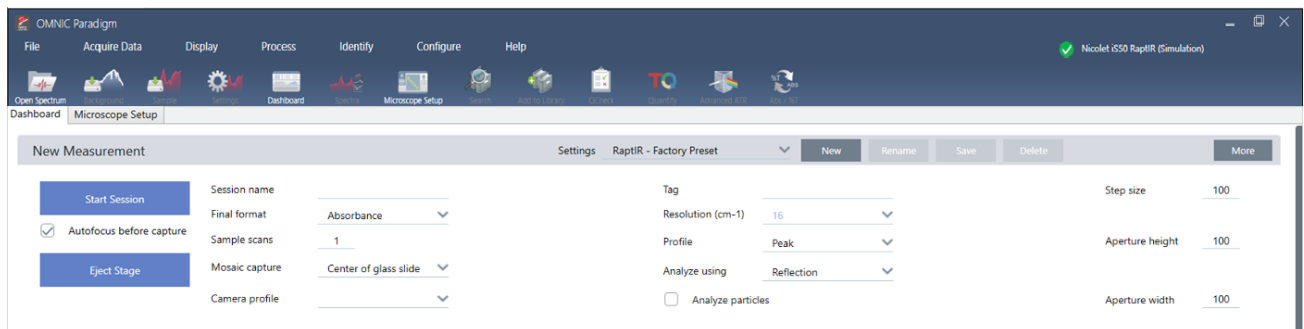 OMNIC Paradigm
File Acquire Data Display Process Identify Configure Help
Nicolet iS50 RaptIR (Simulation)
Open Spectrum Background Sample Settings Dashboard Spectra Microscope Setup Search Add to Library QCheck Quantify Advanced ATR Abs / %T
Dashboard Microscope Setup
New Measurement Settings RaptIR - Factory Preset New Rename Save Delete More
Start Session Session name Tag Step size 100
Final format Absorbance Resolution (cm-1) 16
Autofocus before capture Sample scans 1 Profile Peak Aperture height 100
Eject Stage Mosaic capture Center of glass slide Analyze using Reflection
Camera profile Analyze particles Aperture width 100